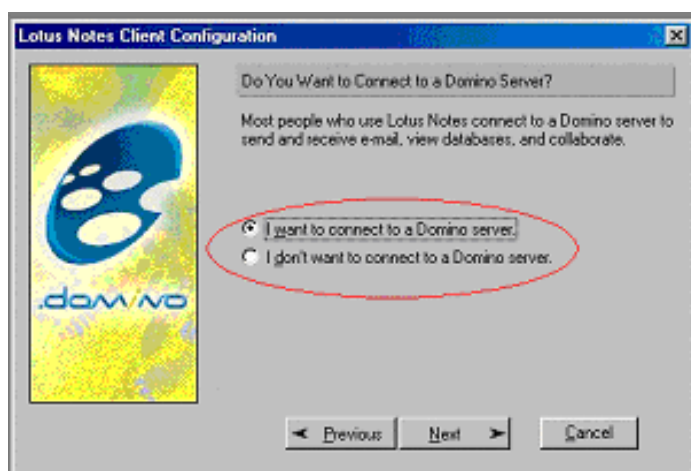 Lotus Notes Client Configuration
Do You Want to Connect to a Domino Server?
Most people who use Lotus Notes connect to a Domino server to
send and receive e-mail, view databases, and collaborate.
I want to connect to a Domino server.
I don't want to connect to a Domino server.
.domino
Previous
Next
Cancel